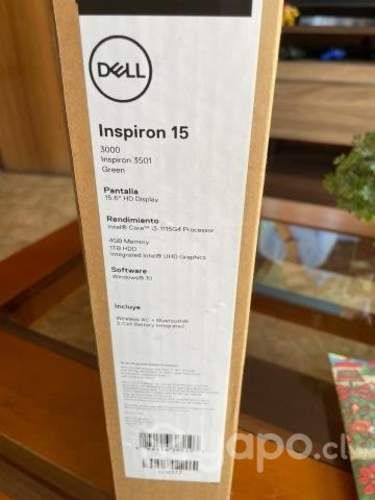 DELL
Inspiron 15
3000
Inspiron 3501
Green
Pantalla
15.6" HD Display
Rendimiento
Intel® Core™ i3-1115G4 Processor
4GB Memory
1TB HDD
Integrated Intel® UHD Graphics
Software
Windows® 10
Incluye
Wireless AC + Bluetooth®
3 Cell Battery Integrated
yapo.cl